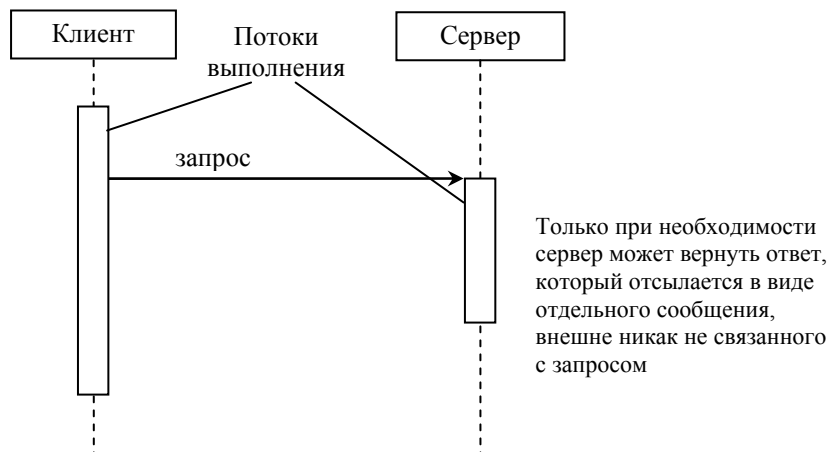 Клиент
Потоки
выполнения
Сервер
запрос
Только при необходимости
сервер может вернуть ответ,
который отсылается в виде
отдельного сообщения,
внешне никак не связанного
с запросом